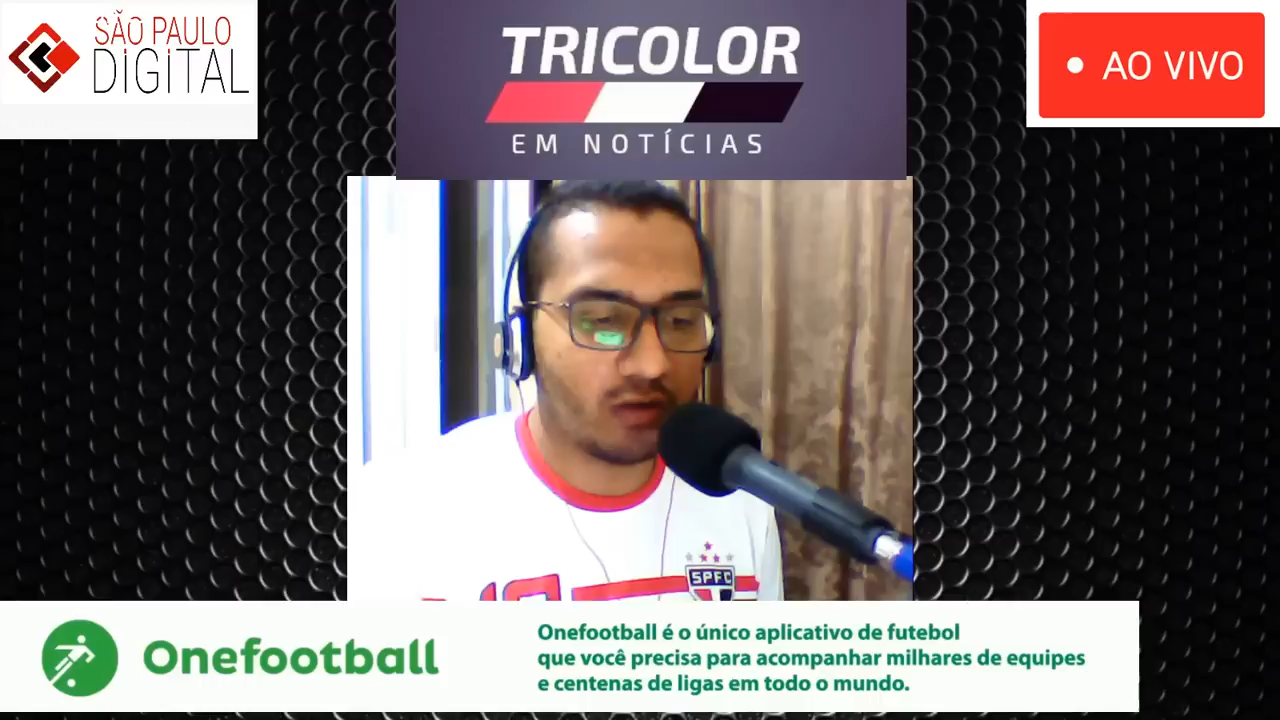 SÃO PAULO
DIGITAL
TRICOLOR
EM NOTÍCIAS
AO VIVO
SPFC
Onefootball
Onefootball é o único aplicativo de futebol
que você precisa para acompanhar milhares de equipes
e centenas de ligas em todo o mundo.